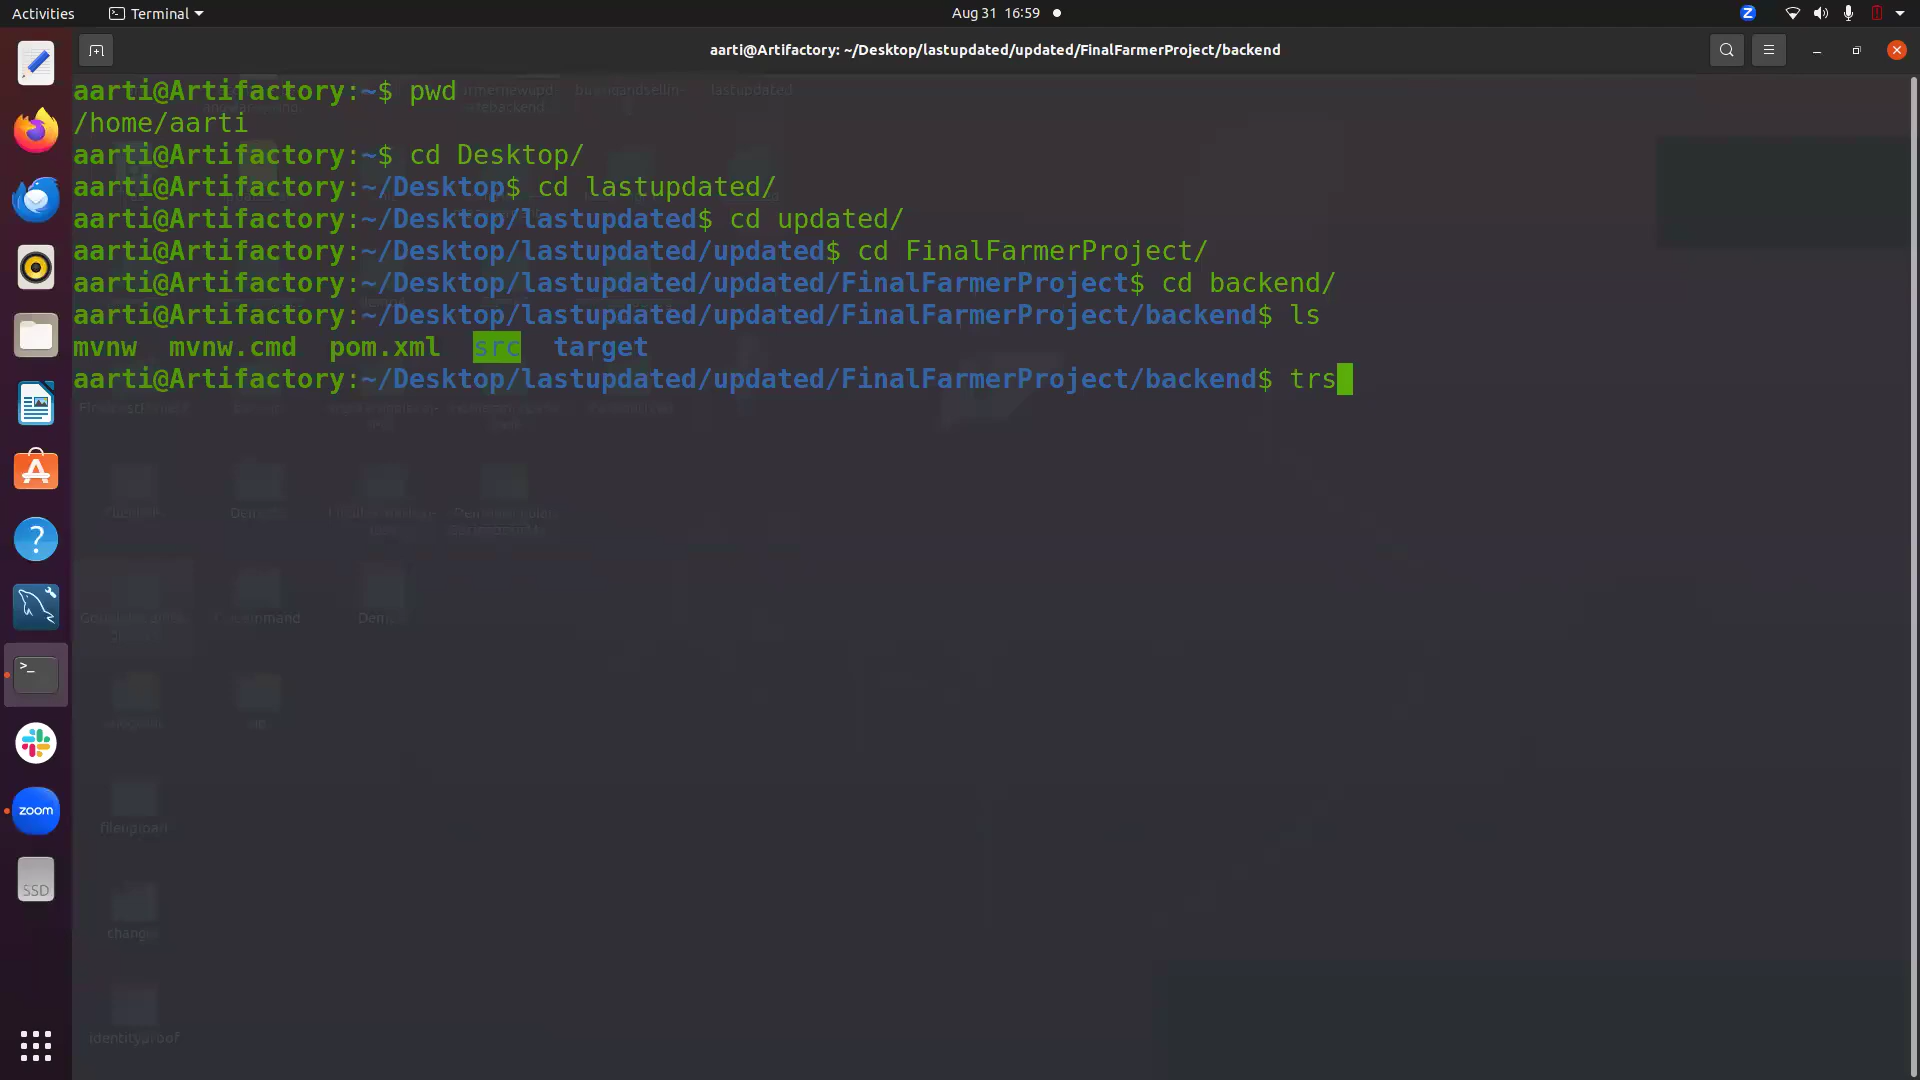 Activities Terminal Aug 31 16:59 Z
aarti@Artifactory: ~/Desktop/lastupdated/updated/FinalFarmerProject/backend
aarti@Artifactory:~$ pwd
/home/aarti
aarti@Artifactory:~$ cd Desktop/
aarti@Artifactory:~/Desktop$ cd lastupdated/
aarti@Artifactory:~/Desktop/lastupdated$ cd updated/
aarti@Artifactory:~/Desktop/lastupdated/updated$ cd FinalFarmerProject/
aarti@Artifactory:~/Desktop/lastupdated/updated/FinalFarmerProject$ cd backend/
aarti@Artifactory:~/Desktop/lastupdated/updated/FinalFarmerProject/backend$ ls
mvnw mvnw.cmd pom.xml src target
aarti@Artifactory:~/Desktop/lastupdated/updated/FinalFarmerProject/backend$ trs
>_
zoom
SSD
identityproof